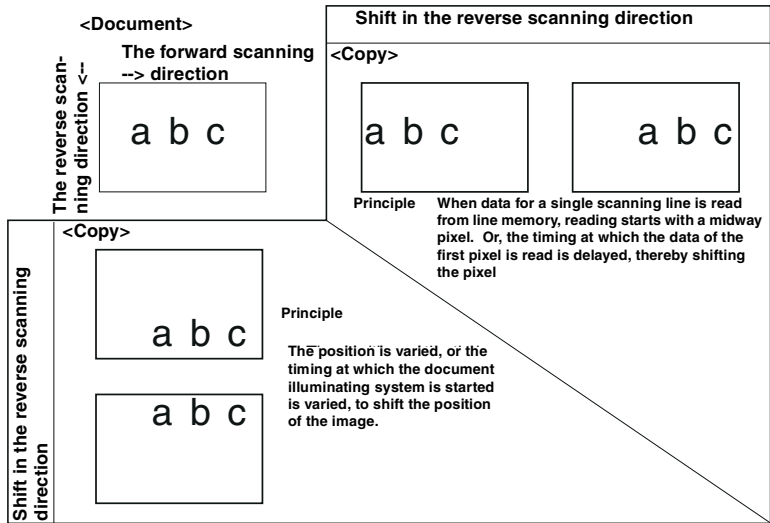 <Document>
The forward scanning
--> direction
The reverse scan-
ning direction <--
a b c
Shift in the reverse scanning direction
<Copy>
a b c
a b c
Principle
When data for a single scanning line is read
from line memory, reading starts with a midway
pixel. Or, the timing at which the data of the
first pixel is read is delayed, thereby shifting
the pixel
Shift in the reverse scanning
direction
<Copy>
a b c
a b c
Principle
The position is varied, or the
timing at which the document
illuminating system is started
is varied, to shift the position
of the image.